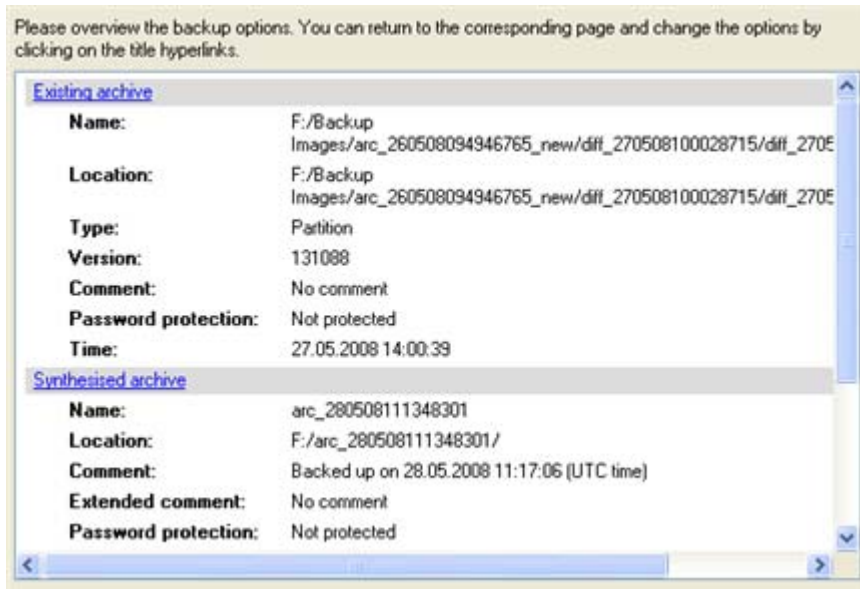 Please overview the backup options. You can return to the corresponding page and change the options by
clicking on the title hyperlinks.
Existing archive
Name: F:/Backup
Images/arc_260508094946765_new/diff_270508100028715/diff_2705
Location: F:/Backup
Images/arc_260508094946765_new/diff_270508100028715/diff_2705
Type: Partition
Version: 131088
Comment: No comment
Password protection: Not protected
Time: 27.05.2008 14:00:39
Synthesised archive
Name: arc_280508111348301
Location: F:/arc_280508111348301/
Comment: Backed up on 28.05.2008 11:17:06 (UTC time)
Extended comment: No comment
Password protection: Not protected